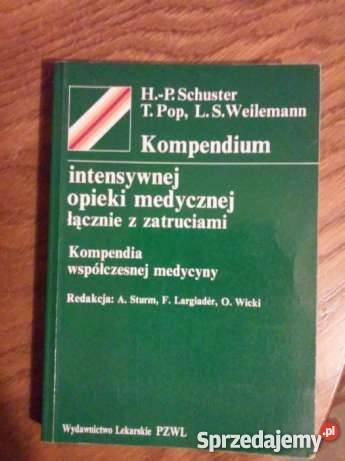 H.-P. Schuster
T. Pop, L. S. Weilemann
Kompendium
intensywnej
opieki medycznej
łącznie z zatruciami
Kompendia
współczesnej medycyny
Redakcja: A. Sturm, F. Largiadèr, O. Wicki
Wydawnictwo Lekarskie PZWL
Sprzedajemy.pl